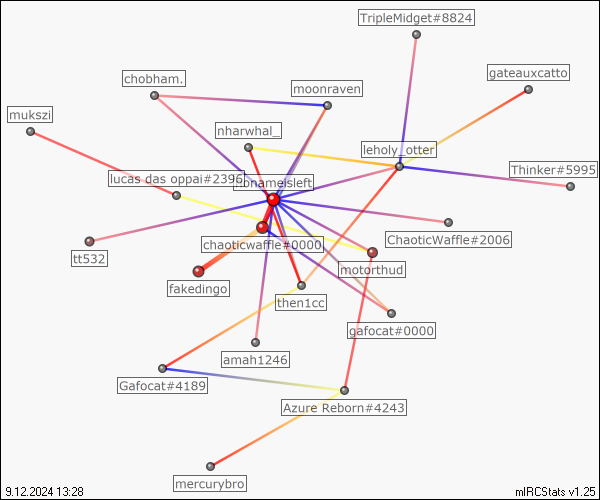 TripleMidget#8824
gateauxcatto
chobham.
moonraven
mukszi
nharwhal_
leholy_otter
Thinker#5995
lucas das oppai#2396
nonameisleft
ChaoticWaffle#2006
chaoticwaffle#0000
tt532
motorthud
fakedingo
then1cc
gafocat#0000
amah1246
Gafocat#4189
Azure Reborn#4243
mercurybro
9.12.2024 13:28
mIRCStats v1.25